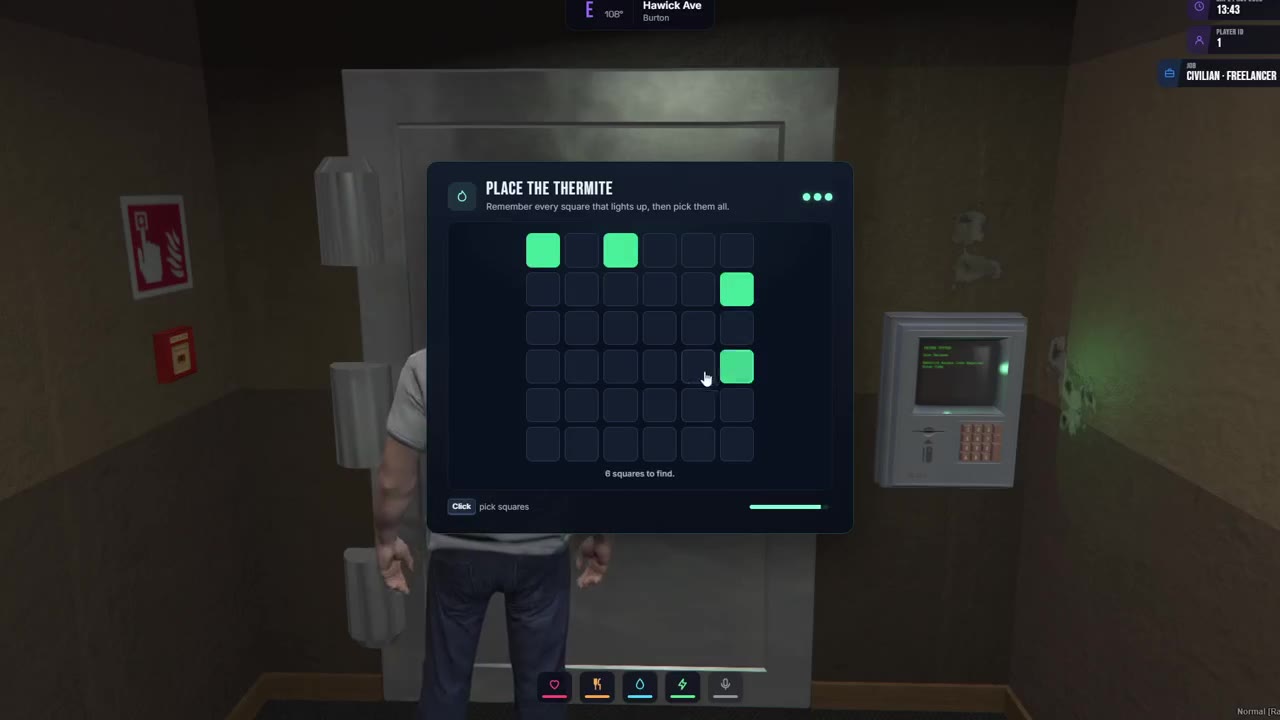 E
108°
Hawick Ave
Burton
13:43
PLAYER ID
1
JOB
CIVILIAN · FREELANCER
PLACE THE THERMITE
Remember every square that lights up, then pick them all.
6 squares to find.
Click pick squares